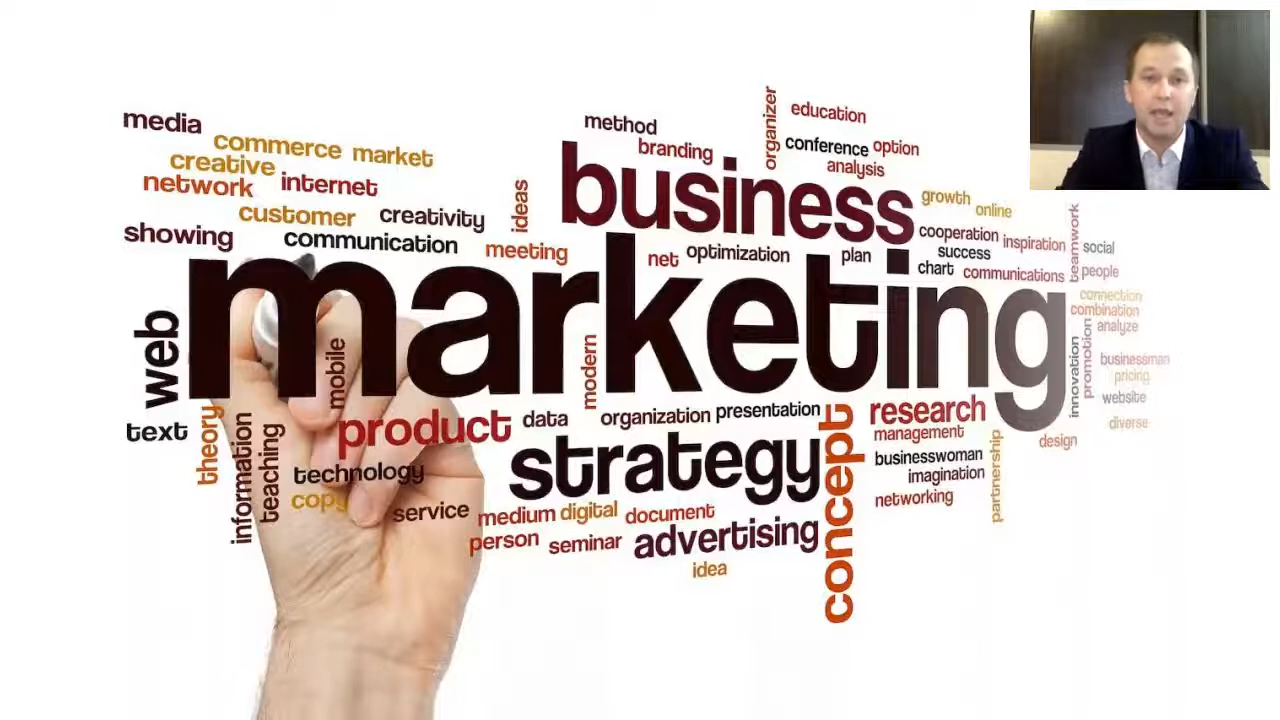 media
commerce market
creative
network internet
customer creativity
showing communication
ideas
meeting
method
branding
organizer
education
conference option
analysis
business
growth
online
cooperation inspiration
teamwork
social
success
net optimization plan
chart communications people
marketing
connection
combination
analyze
innovation
promotion
businessman
pricing
website
diverse
design
web
mobile
modern
text
theory
information
teaching
product data organization presentation
concept
research
management
strategy
technology
businesswoman
imagination
partnership
copy service
networking
medium digital document
person seminar advertising
idea